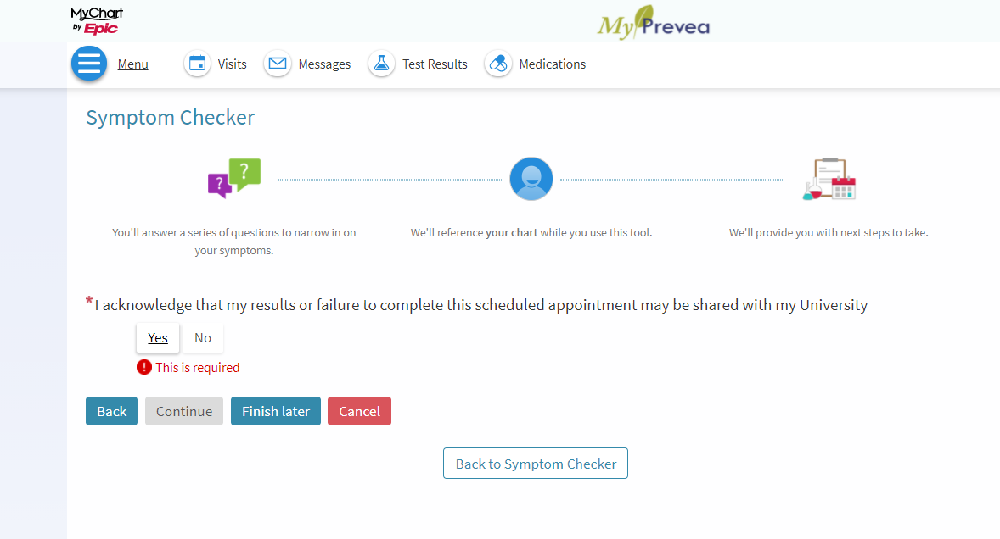 MyChart
by Epic
MyPrevea
Menu
Visits
Messages
Test Results
Medications
Symptom Checker
? ?
You'll answer a series of questions to narrow in on
your symptoms.
We'll reference your chart while you use this tool.
We'll provide you with next steps to take.
*I acknowledge that my results or failure to complete this scheduled appointment may be shared with my University
Yes No
! This is required
Back Continue Finish later Cancel
Back to Symptom Checker